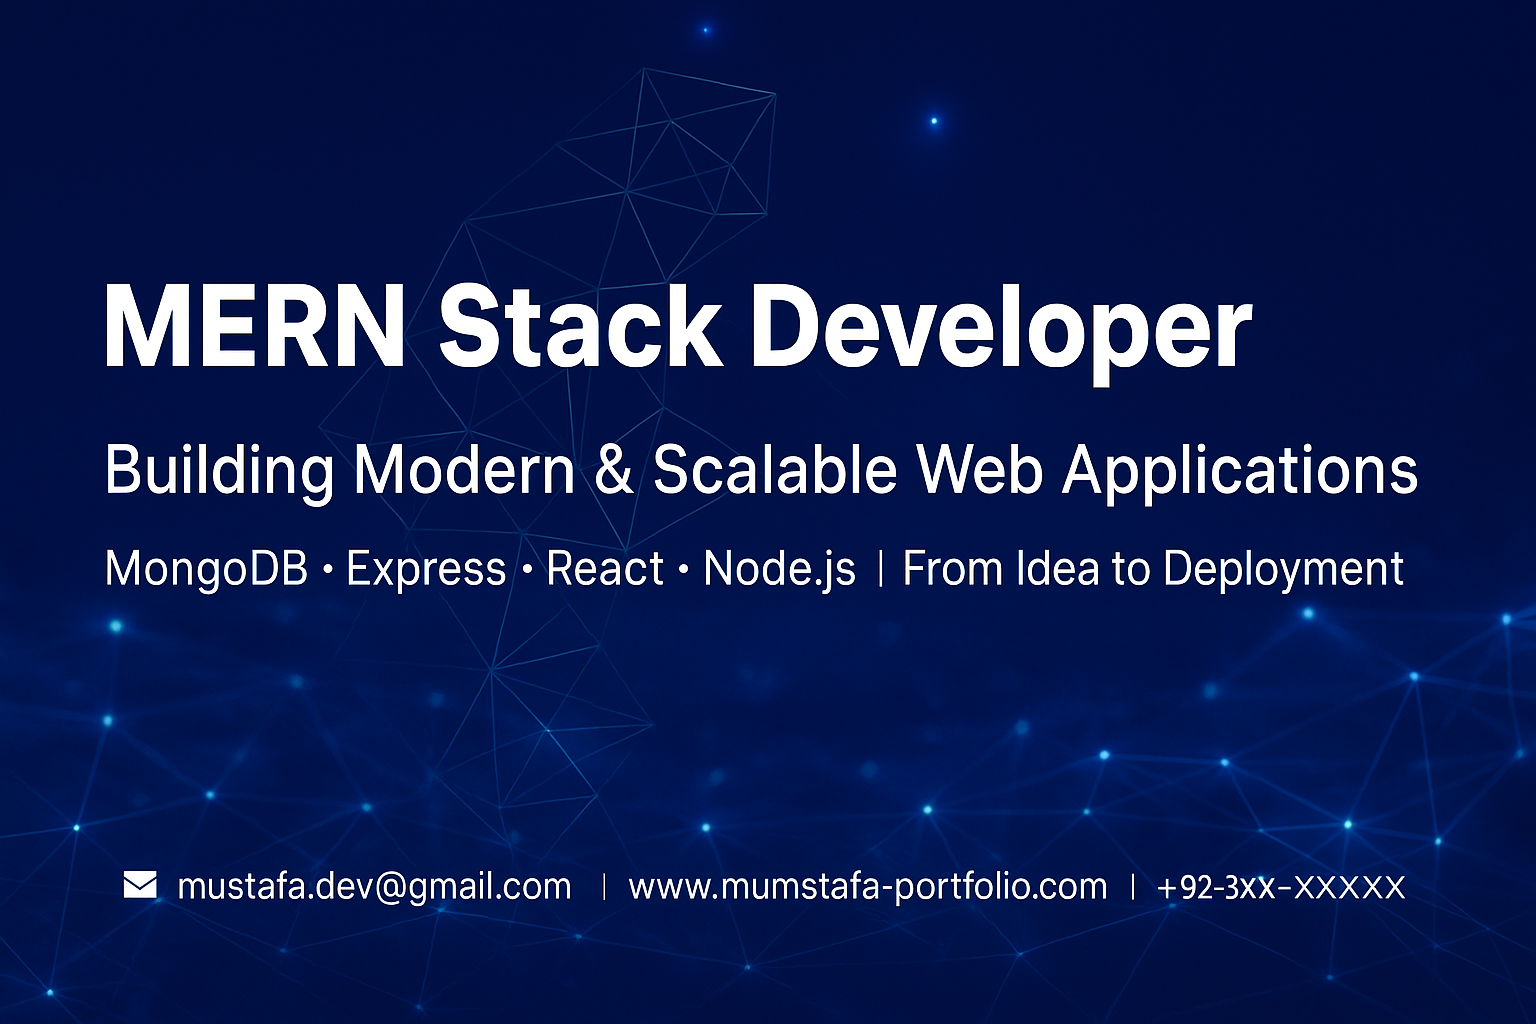 MERN Stack Developer
Building Modern & Scalable Web Applications
MongoDB • Express • React • Node.js | From Idea to Deployment
mustafa.dev@gmail.com | www.mumstafa-portfolio.com | +92-3xx-XXXXX